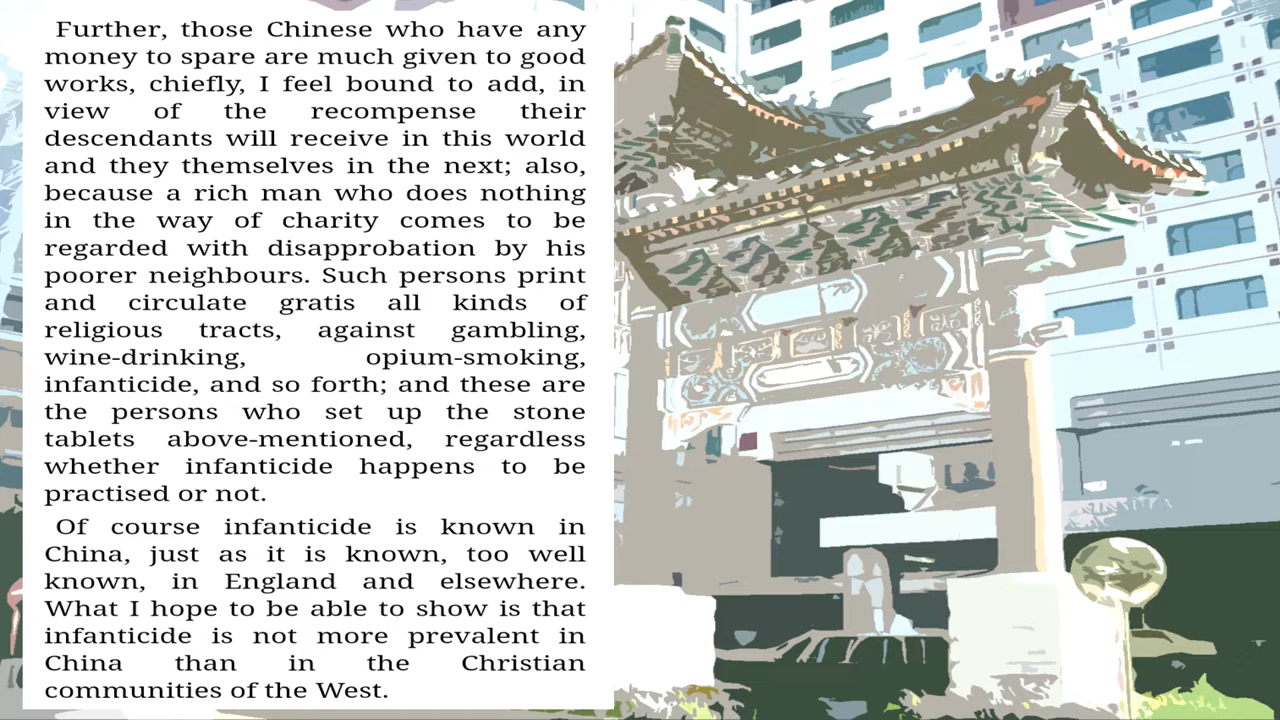 Further, those Chinese who have any
money to spare are much given to good
works, chiefly, I feel bound to add, in
view of the recompense their
descendants will receive in this world
and they themselves in the next; also,
because a rich man who does nothing
in the way of charity comes to be
regarded with disapprobation by his
poorer neighbours. Such persons print
and circulate gratis all kinds of
religious tracts, against gambling,
wine-drinking, opium-smoking,
infanticide, and so forth; and these are
the persons who set up the stone
tablets above-mentioned, regardless
whether infanticide happens to be
practised or not.
Of course infanticide is known in
China, just as it is known, too well
known, in England and elsewhere.
What I hope to be able to show is that
infanticide is not more prevalent in
China than in the Christian
communities of the West.